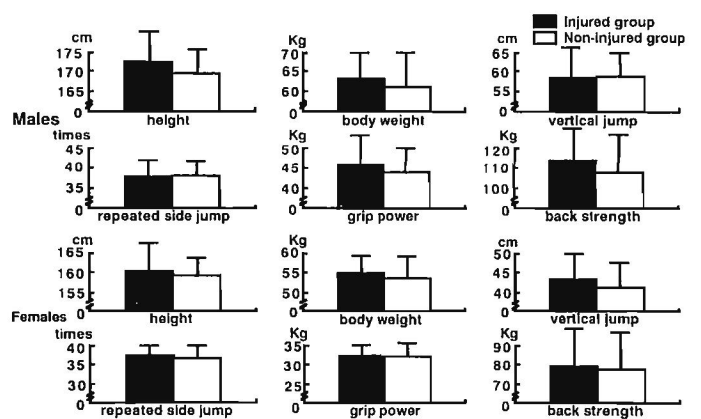 Injured group
Non-injured group
Males
cm
175
170
165
0
height
Kg
70
65
60
0
body weight
cm
65
60
55
0
vertical jump
times
45
40
35
0
repeated side jump
Kg
50
45
40
0
grip power
Kg
120
110
100
0
back strength
Females
cm
165
160
155
0
height
Kg
60
55
50
0
body weight
cm
50
45
40
0
vertical jump
times
40
35
30
0
repeated side jump
Kg
35
30
25
0
grip power
Kg
90
80
70
0
back strength